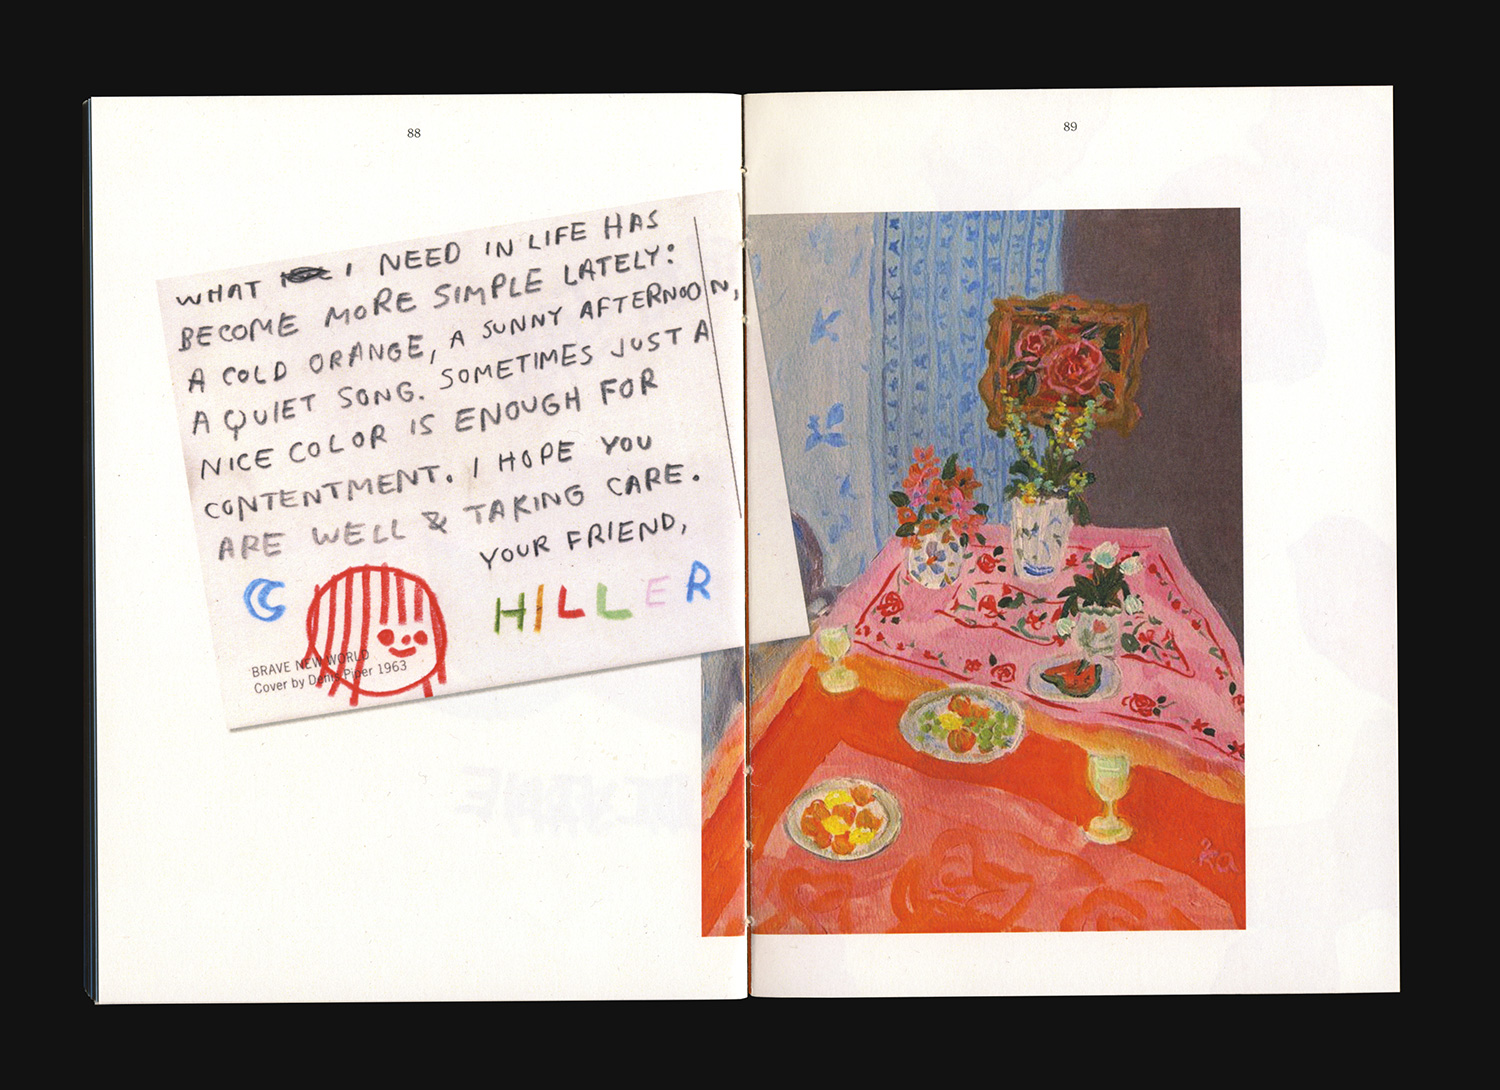 88
WHAT I NEED IN LIFE HAS
BECOME MORE SIMPLE LATELY:
A COLD ORANGE, A SUNNY AFTERNOON,
A QUIET SONG. SOMETIMES JUST A
NICE COLOR IS ENOUGH FOR
CONTENTMENT. I HOPE YOU
ARE WELL & TAKING CARE.
YOUR FRIEND,
HILLER
BRAVE NEW WORLD
Cover by Denis Piper 1963
89